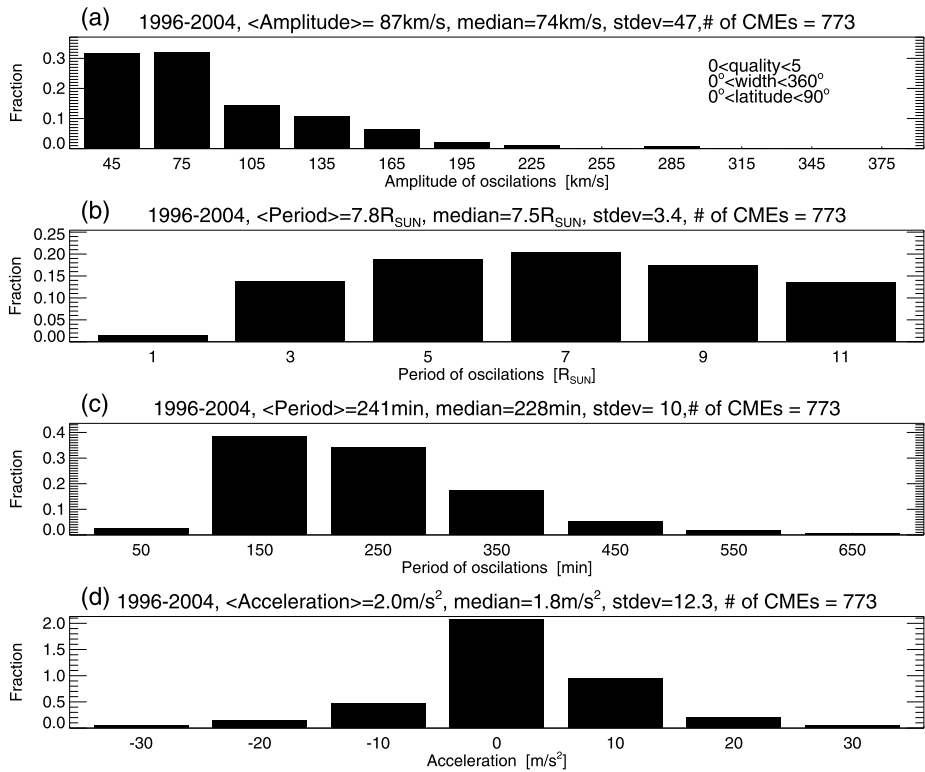 (a) 1996-2004, <Amplitude>= 87km/s, median=74km/s, stdev=47,# of CMEs = 773
0<quality<5
0°<width<360°
0°<latitude<90°
Fraction
0.3
0.2
0.1
0.0
45 75 105 135 165 195 225 255 285 315 345 375
Amplitude of oscilations [km/s]
(b) 1996-2004, <Period>=7.8R_SUN, median=7.5R_SUN, stdev=3.4, # of CMEs = 773
Fraction
0.25
0.20
0.15
0.10
0.05
0.00
1 3 5 7 9 11
Period of oscilations [R_SUN]
(c) 1996-2004, <Period>=241min, median=228min, stdev= 10,# of CMEs = 773
Fraction
0.4
0.3
0.2
0.1
0.0
50 150 250 350 450 550 650
Period of oscilations [min]
(d) 1996-2004, <Acceleration>=2.0m/s², median=1.8m/s², stdev=12.3, # of CMEs = 773
Fraction
2.0
1.5
1.0
0.5
0.0
-30 -20 -10 0 10 20 30
Acceleration [m/s²]